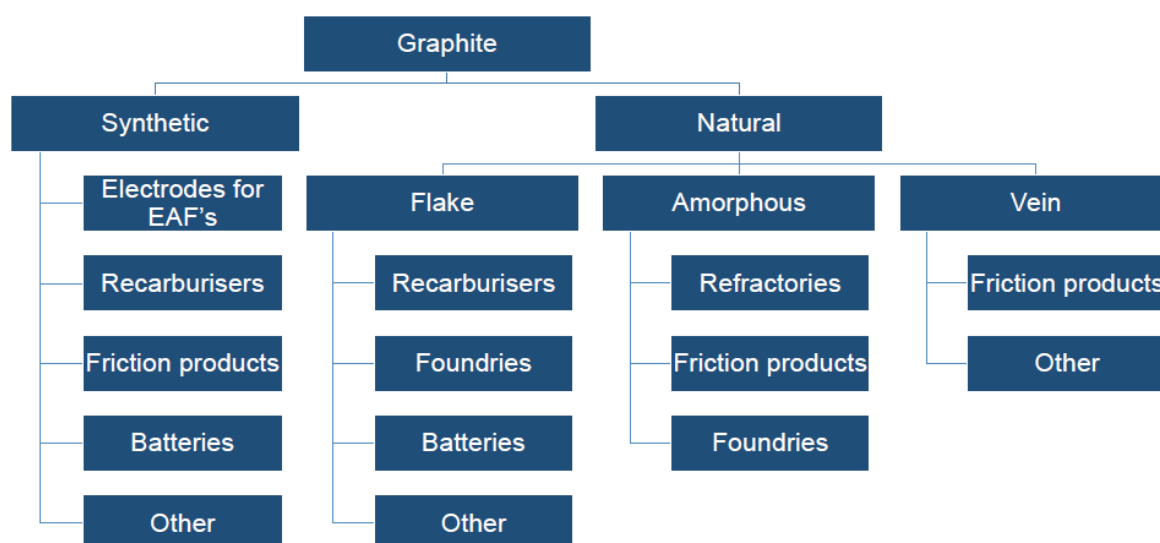 Graphite
Synthetic
Natural
Electrodes for
EAF's
Flake
Amorphous
Vein
Recarburisers
Recarburisers
Refractories
Friction products
Friction products
Foundries
Friction products
Other
Batteries
Batteries
Foundries
Other
Other